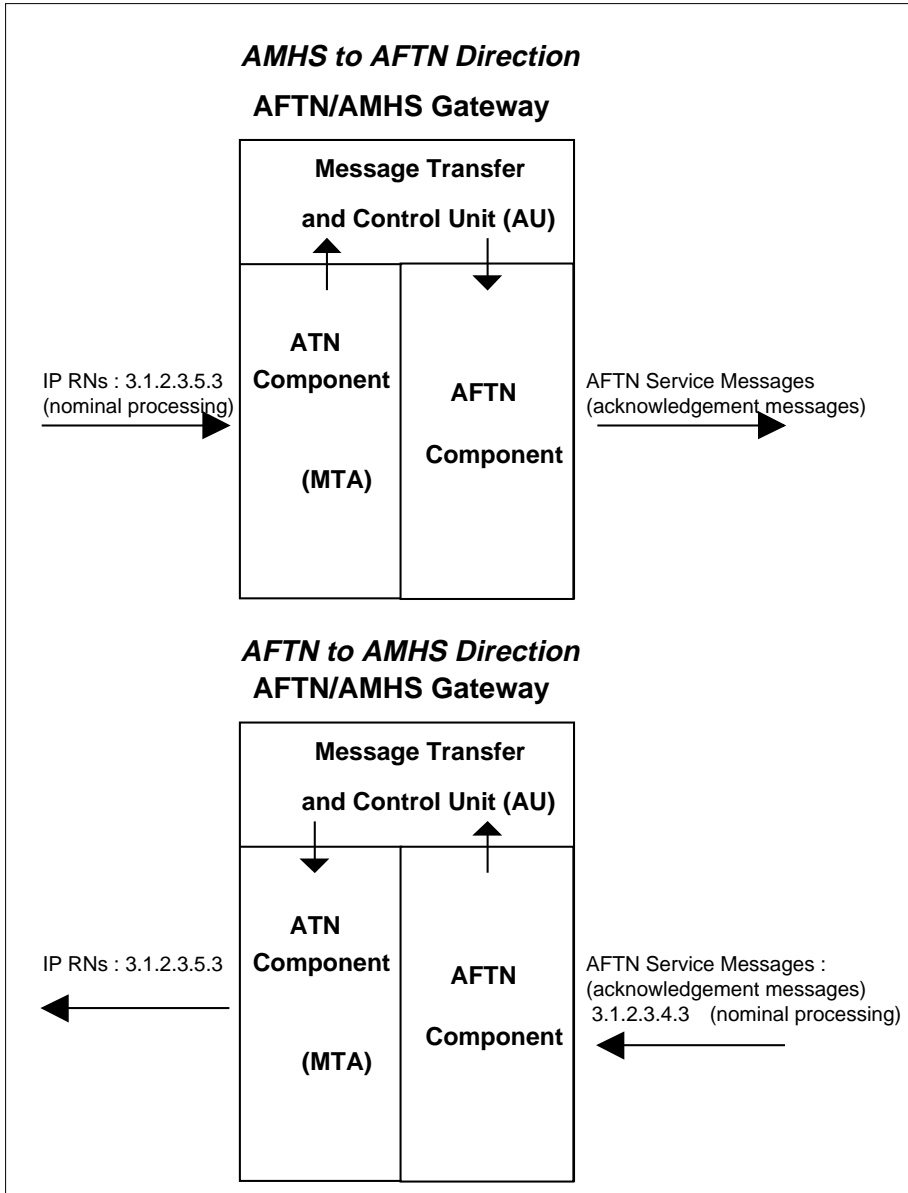 AMHS to AFTN Direction
AFTN/AMHS Gateway
Message Transfer
and Control Unit (AU)
ATN
Component
(MTA)
AFTN
Component
IP RNs : 3.1.2.3.5.3
(nominal processing)
AFTN Service Messages
(acknowledgement messages)
AFTN to AMHS Direction
AFTN/AMHS Gateway
Message Transfer
and Control Unit (AU)
ATN
Component
(MTA)
AFTN
Component
IP RNs : 3.1.2.3.5.3
AFTN Service Messages :
(acknowledgement messages)
3.1.2.3.4.3 (nominal processing)